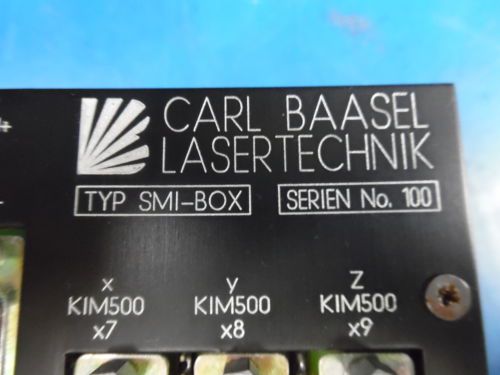 CARL BAASEL
LASERTECHNIK
TYP SMI-BOX SERIEN No. 100
x y Z
KIM500 KIM500 KIM500
x7 x8 x9